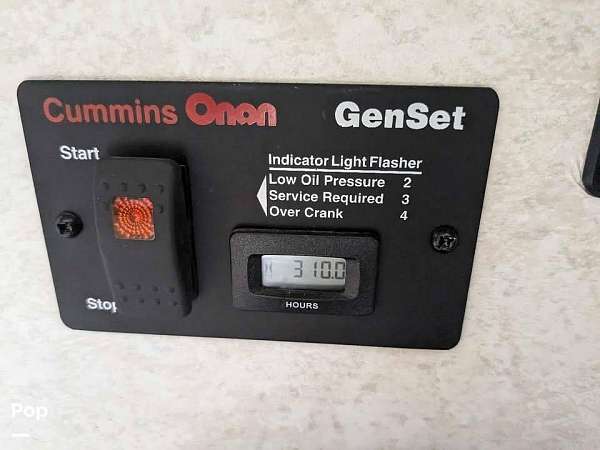 Cummins Onan GenSet
Start
Indicator Light Flasher
Low Oil Pressure 2
Service Required 3
Over Crank 4
310.0
Stop
HOURS
Pop